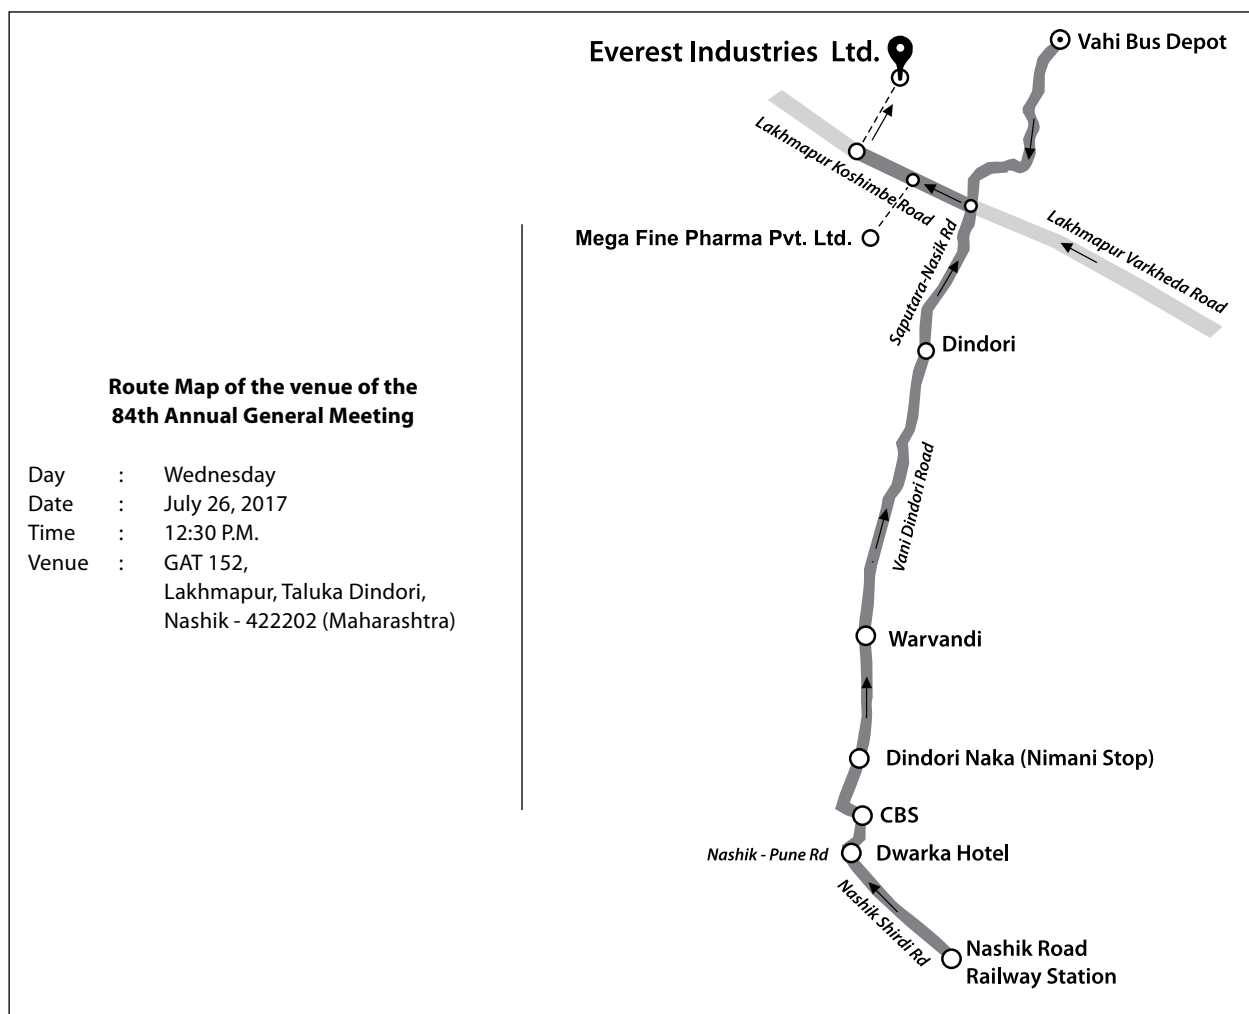 Route Map of the venue of the
84th Annual General Meeting
Day : Wednesday
Date : July 26, 2017
Time : 12:30 P.M.
Venue : GAT 152,
Lakhmapur, Taluka Dindori,
Nashik - 422202 (Maharashtra)
Vahi Bus Depot
Everest Industries Ltd.
Lakhmapur Koshimbe Road
Mega Fine Pharma Pvt. Ltd.
Lakhmapur Varkheda Road
Saputara-Nasik Rd
Dindori
Vani Dindori Road
Warvandi
Dindori Naka (Nimani Stop)
CBS
Nashik - Pune Rd
Dwarka Hotel
Nashik Shirdi Rd
Nashik Road
Railway Station